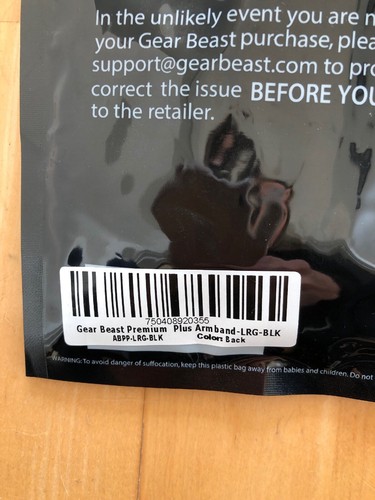 In the unlikely event you are n
your Gear Beast purchase, plea
support@gearbeast.com to pro
correct the issue BEFORE YOU
to the retailer.
750408920355
Gear Beast Premium Plus Armband-LRG-BLK
ABPP-LRG-BLK Color: Back
WARNING: To avoid danger of suffocation, keep this plastic bag away from babies and children. Do not